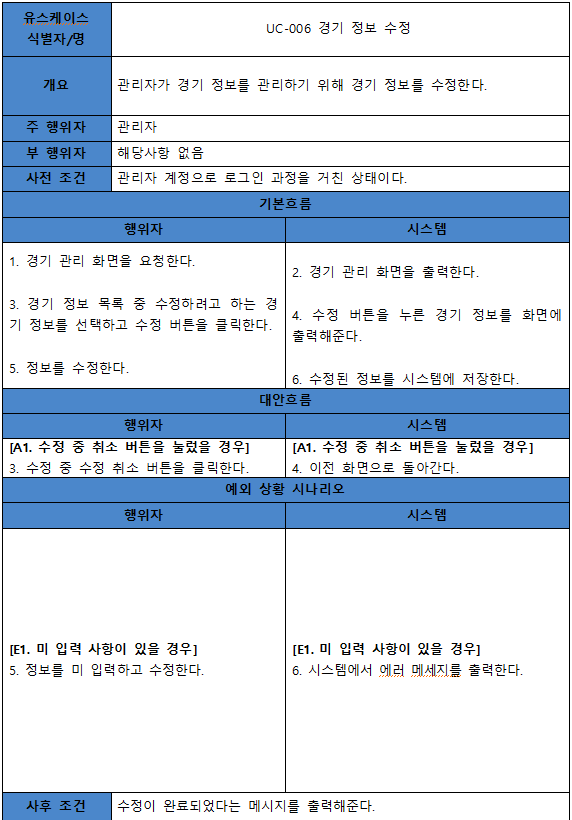 유스케이스
식별자/명
UC-006 경기 정보 수정
개요
관리자가 경기 정보를 관리하기 위해 경기 정보를 수정한다.
주 행위자
관리자
부 행위자
해당사항 없음
사전 조건
관리자 계정으로 로그인 과정을 거친 상태이다.
기본흐름
행위자
시스템
1. 경기 관리 화면을 요청한다.
2. 경기 관리 화면을 출력한다.
3. 경기 정보 목록 중 수정하려고 하는 경
기 정보를 선택하고 수정 버튼을 클릭한다.
4. 수정 버튼을 누른 경기 정보를 화면에
출력해준다.
5. 정보를 수정한다.
6. 수정된 정보를 시스템에 저장한다.
대안흐름
행위자
시스템
[A1. 수정 중 취소 버튼을 눌렀을 경우]
3. 수정 중 수정 취소 버튼을 클릭한다.
[A1. 수정 중 취소 버튼을 눌렀을 경우]
4. 이전 화면으로 돌아간다.
예외 상황 시나리오
행위자
시스템
[E1. 미 입력 사항이 있을 경우]
5. 정보를 미 입력하고 수정한다.
[E1. 미 입력 사항이 있을 경우]
6. 시스템에서 에러 메세지를 출력한다.
사후 조건
수정이 완료되었다는 메시지를 출력해준다.